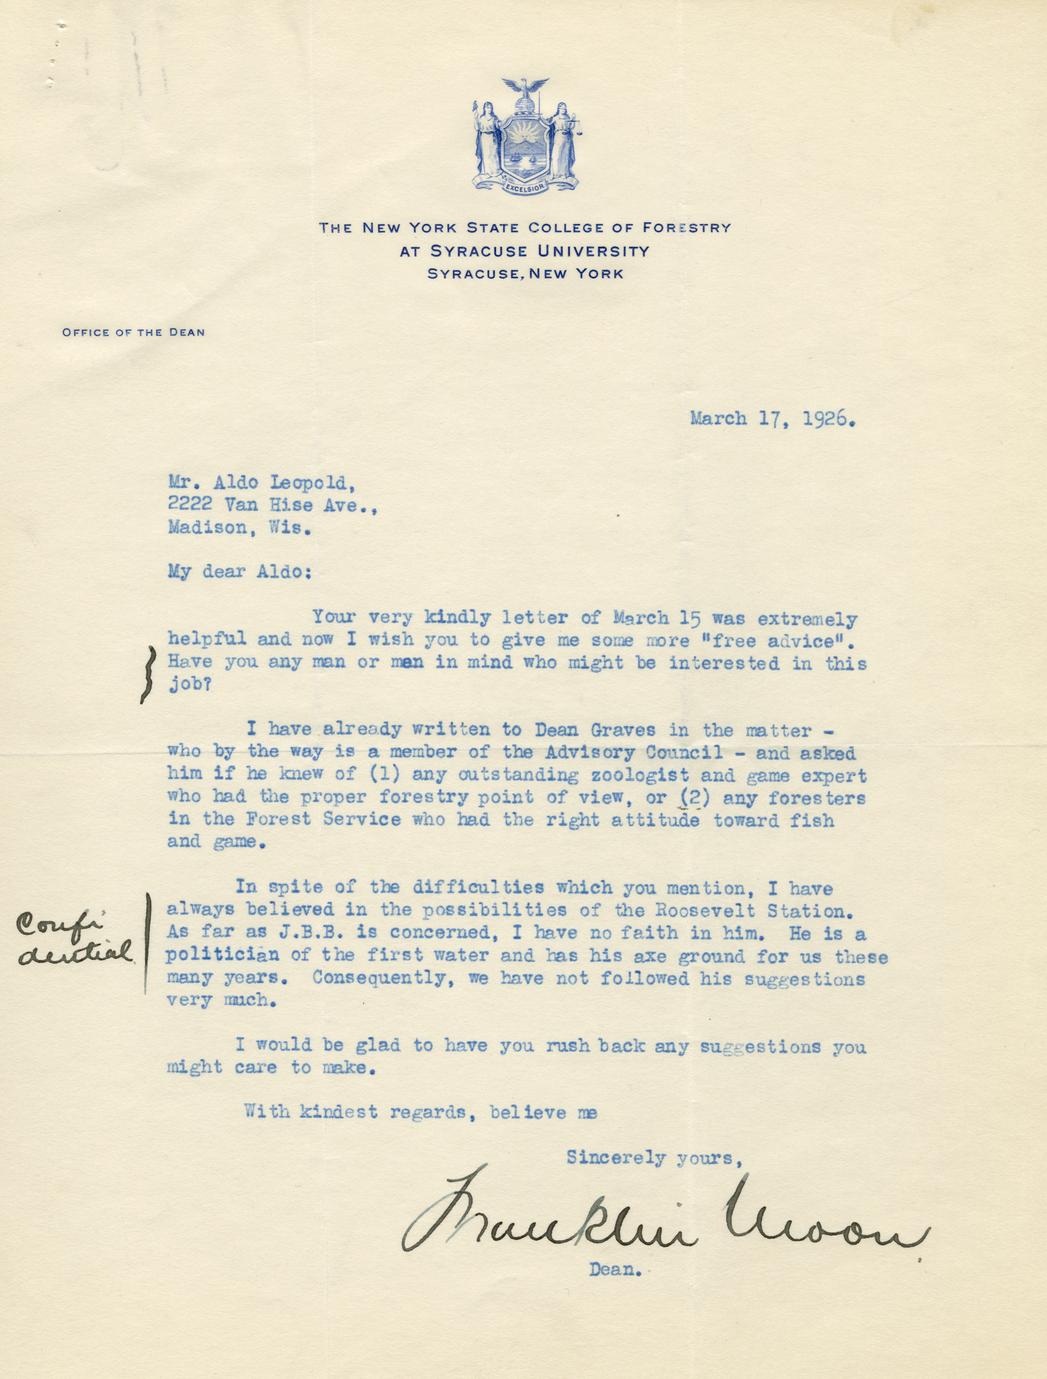 EXCELSIOR
THE NEW YORK STATE COLLEGE OF FORESTRY
AT SYRACUSE UNIVERSITY
SYRACUSE, NEW YORK
OFFICE OF THE DEAN
March 17, 1926.
Mr. Aldo Leopold,
2222 Van Hise Ave.,
Madison, Wis.
My dear Aldo:
Your very kindly letter of March 15 was extremely
helpful and now I wish you to give me some more "free advice".
Have you any man or men in mind who might be interested in this
job?
I have already written to Dean Graves in the matter -
who by the way is a member of the Advisory Council - and asked
him if he knew of (1) any outstanding zoologist and game expert
who had the proper forestry point of view, or (2) any foresters
in the Forest Service who had the right attitude toward fish
and game.
In spite of the difficulties which you mention, I have
always believed in the possibilities of the Roosevelt Station.
Confi
As far as J.B.B. is concerned, I have no faith in him. He is a
dential
politician of the first water and has his axe ground for us these
many years. Consequently, we have not followed his suggestions
very much.
I would be glad to have you rush back any suggestions you
might care to make.
With kindest regards, believe me
Sincerely yours,
Franklin Moon
Dean.